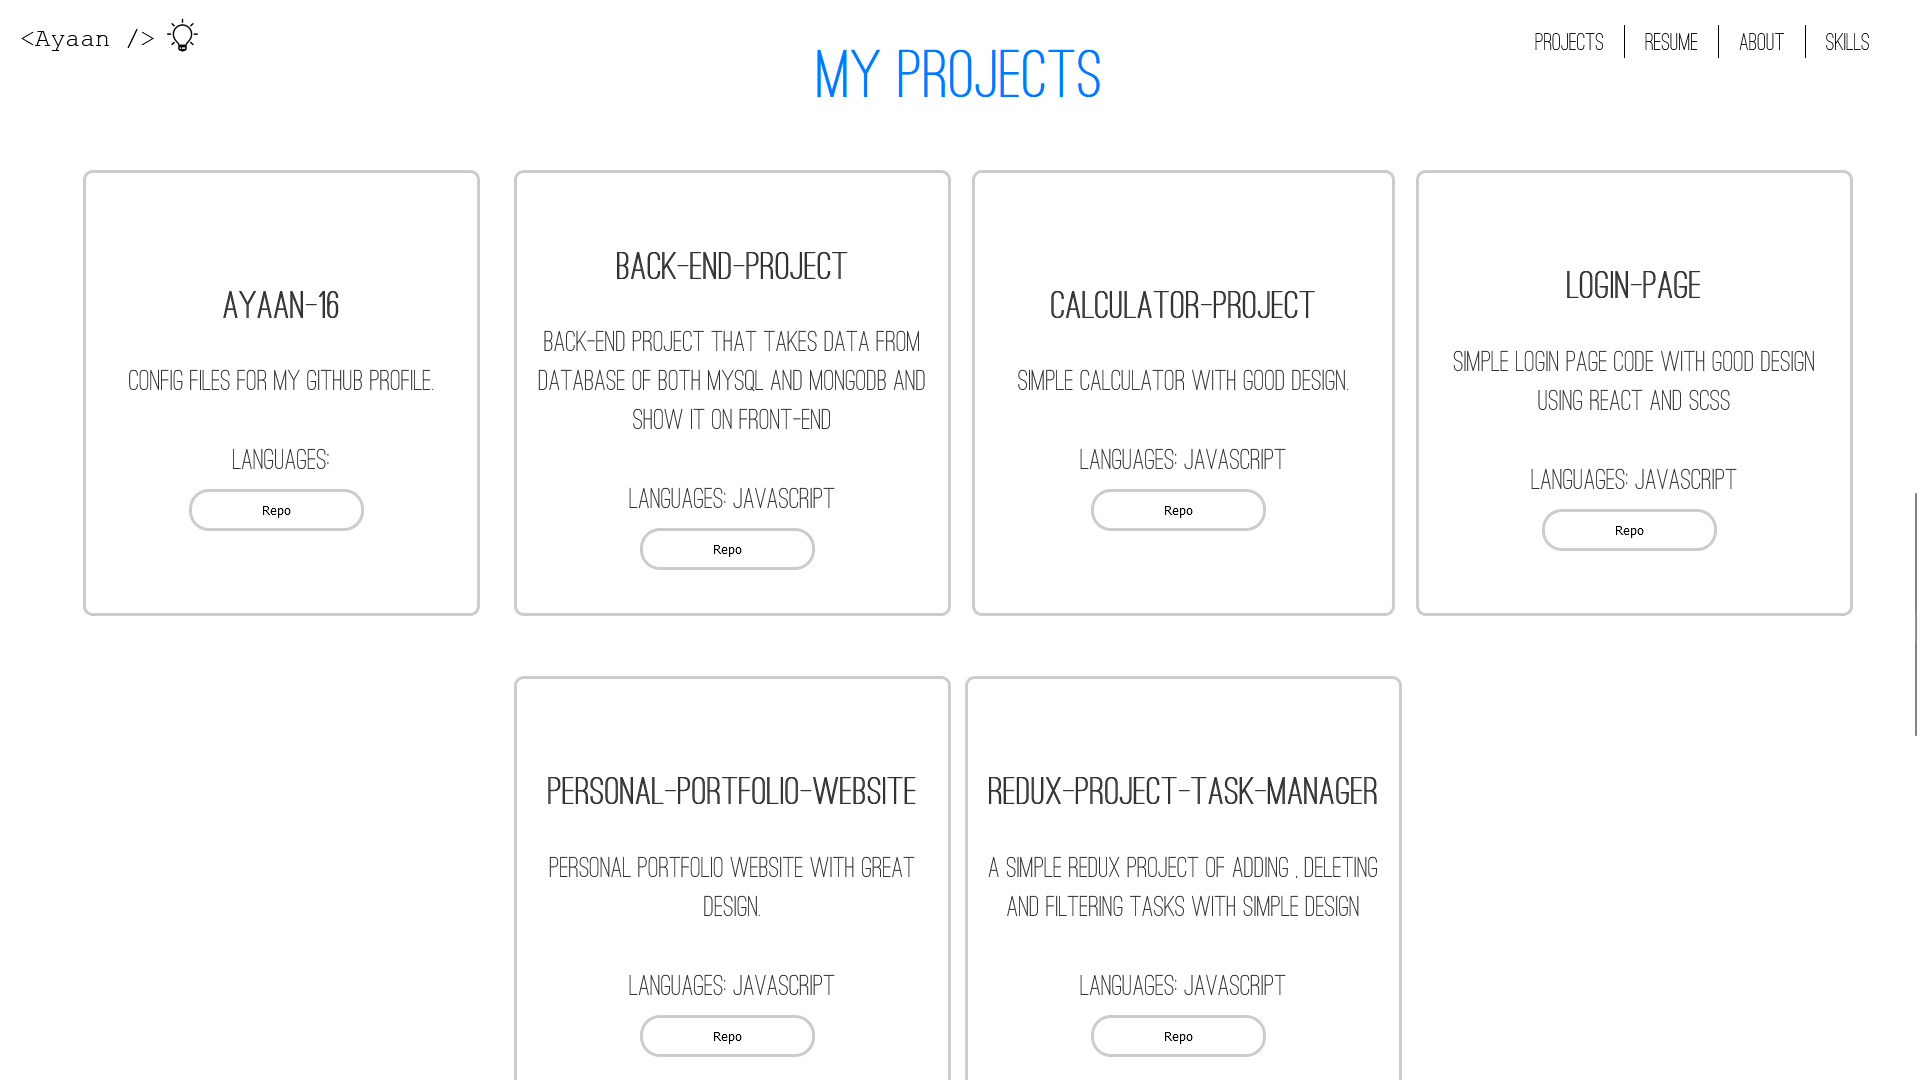 <Ayaan />
PROJECTS
RESUME
ABOUT
SKILLS
MY PROJECTS
AYAAN-16
CONFIG FILES FOR MY GITHUB PROFILE.
LANGUAGES:
Repo
BACK-END-PROJECT
BACK-END PROJECT THAT TAKES DATA FROM
DATABASE OF BOTH MYSQL AND MONGODB AND
SHOW IT ON FRONT-END
LANGUAGES: JAVASCRIPT
Repo
CALCULATOR-PROJECT
SIMPLE CALCULATOR WITH GOOD DESIGN.
LANGUAGES: JAVASCRIPT
Repo
LOGIN-PAGE
SIMPLE LOGIN PAGE CODE WITH GOOD DESIGN
USING REACT AND SCSS
LANGUAGES: JAVASCRIPT
Repo
PERSONAL-PORTFOLIO-WEBSITE
PERSONAL PORTFOLIO WEBSITE WITH GREAT
DESIGN.
LANGUAGES: JAVASCRIPT
Repo
REDUX-PROJECT-TASK-MANAGER
A SIMPLE REDUX PROJECT OF ADDING , DELETING
AND FILTERING TASKS WITH SIMPLE DESIGN
LANGUAGES: JAVASCRIPT
Repo